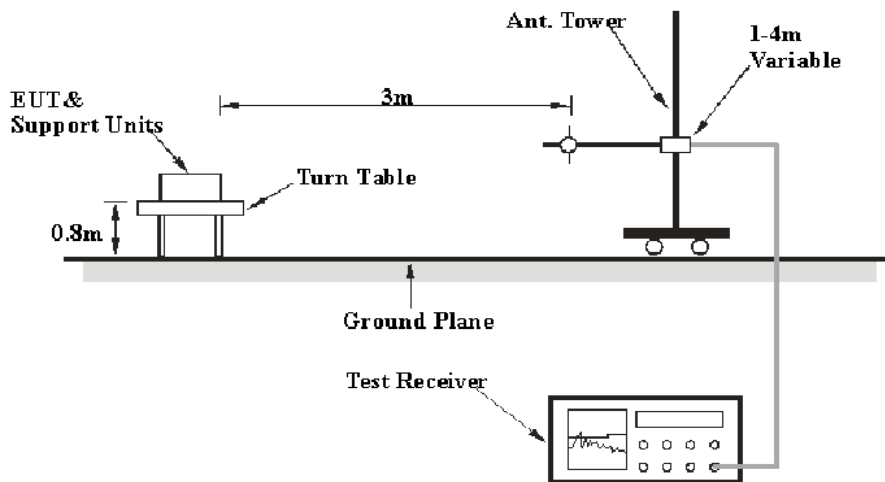 Ant. Tower
1-4m
Variable
3m
EUT&
Support Units
Turn Table
0.8m
Ground Plane
Test Receiver